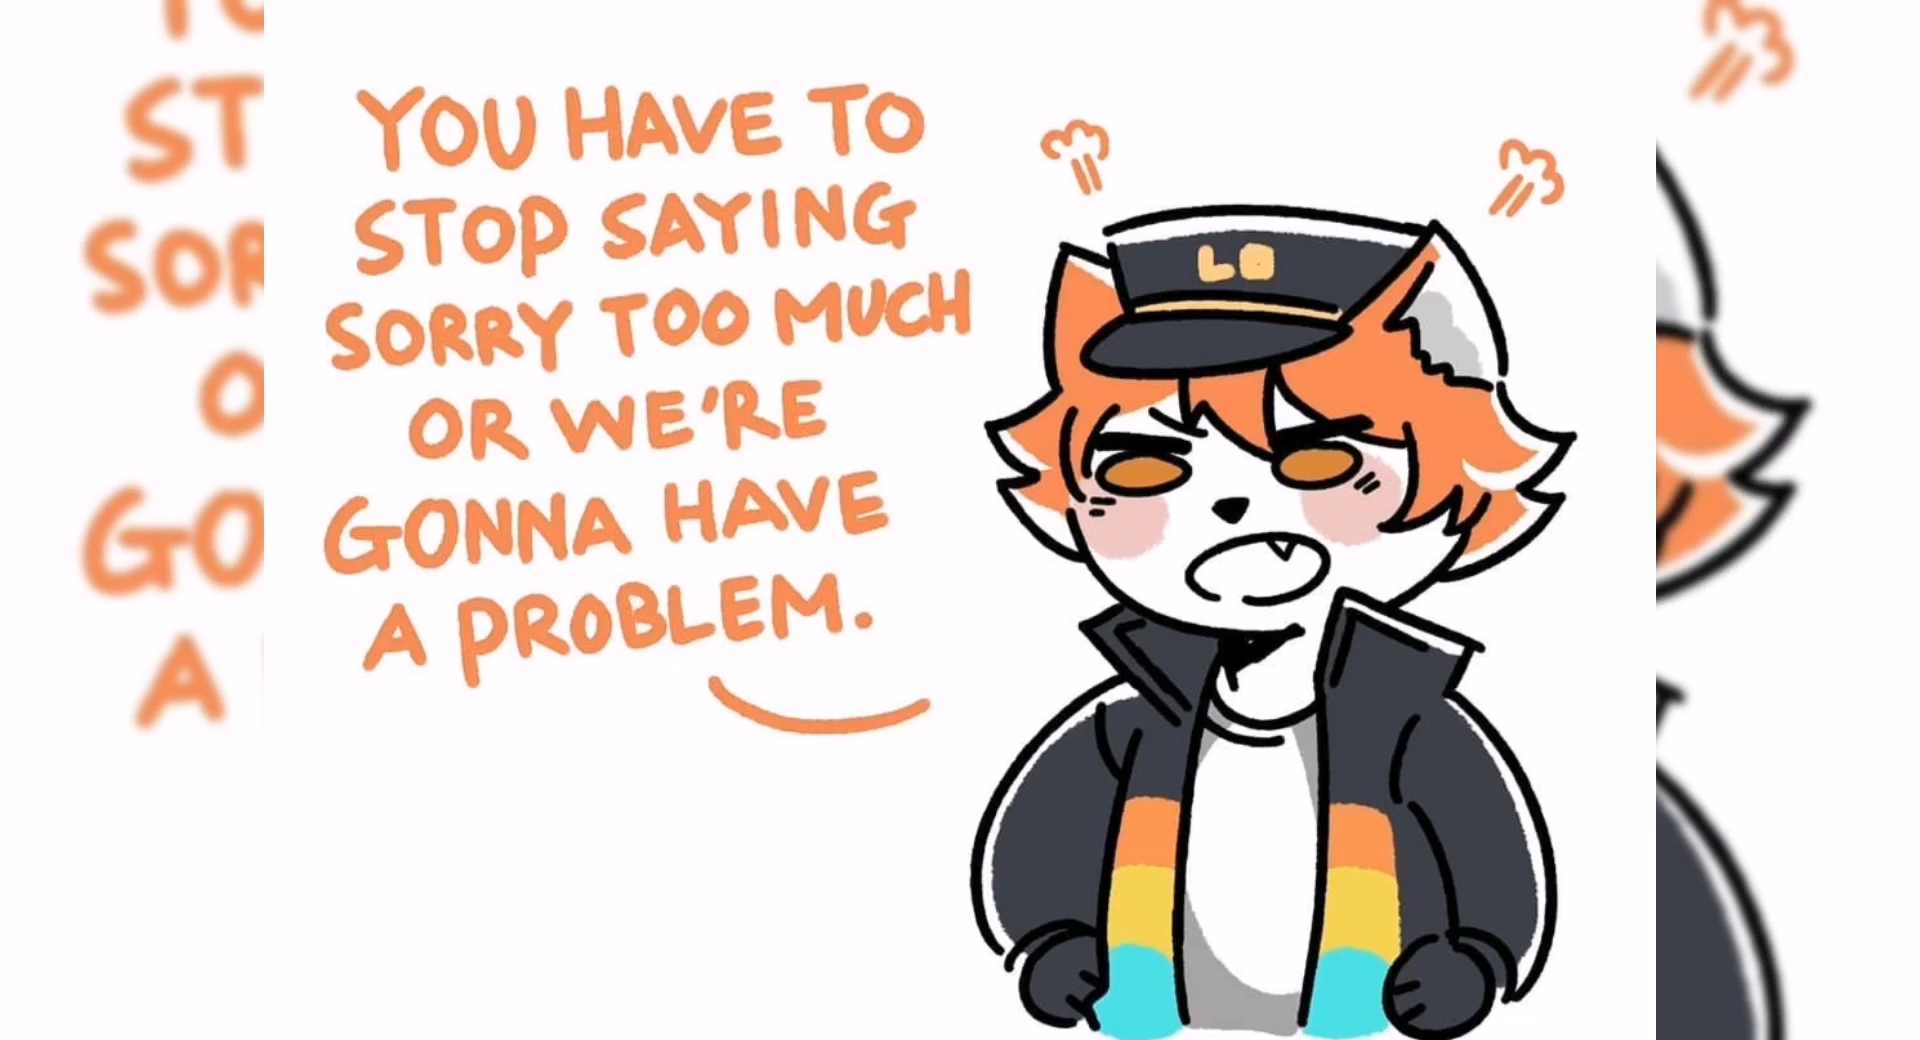 YOU HAVE TO
STOP SAYING
SORRY TOO MUCH
OR WE'RE
GONNA HAVE
A PROBLEM.
LO